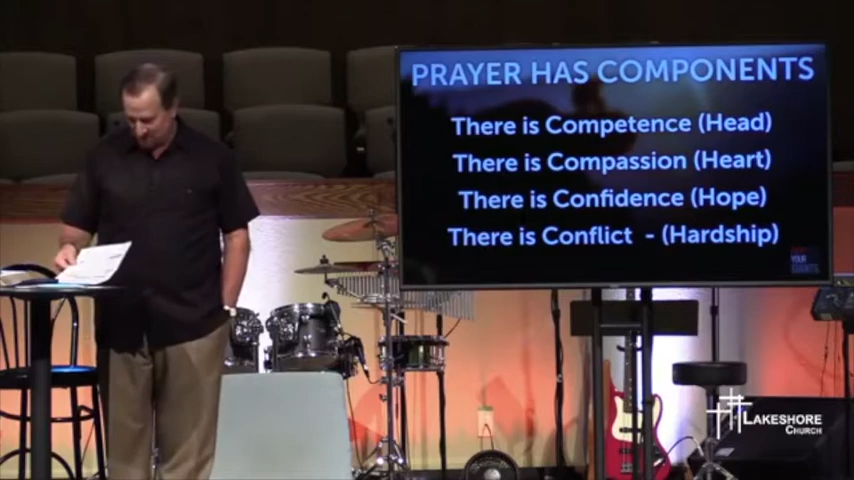 PRAYER HAS COMPONENTS
There is Competence (Head)
There is Compassion (Heart)
There is Confidence (Hope)
There is Conflict - (Hardship)
YOUR
LAKESHORE
CHURCH